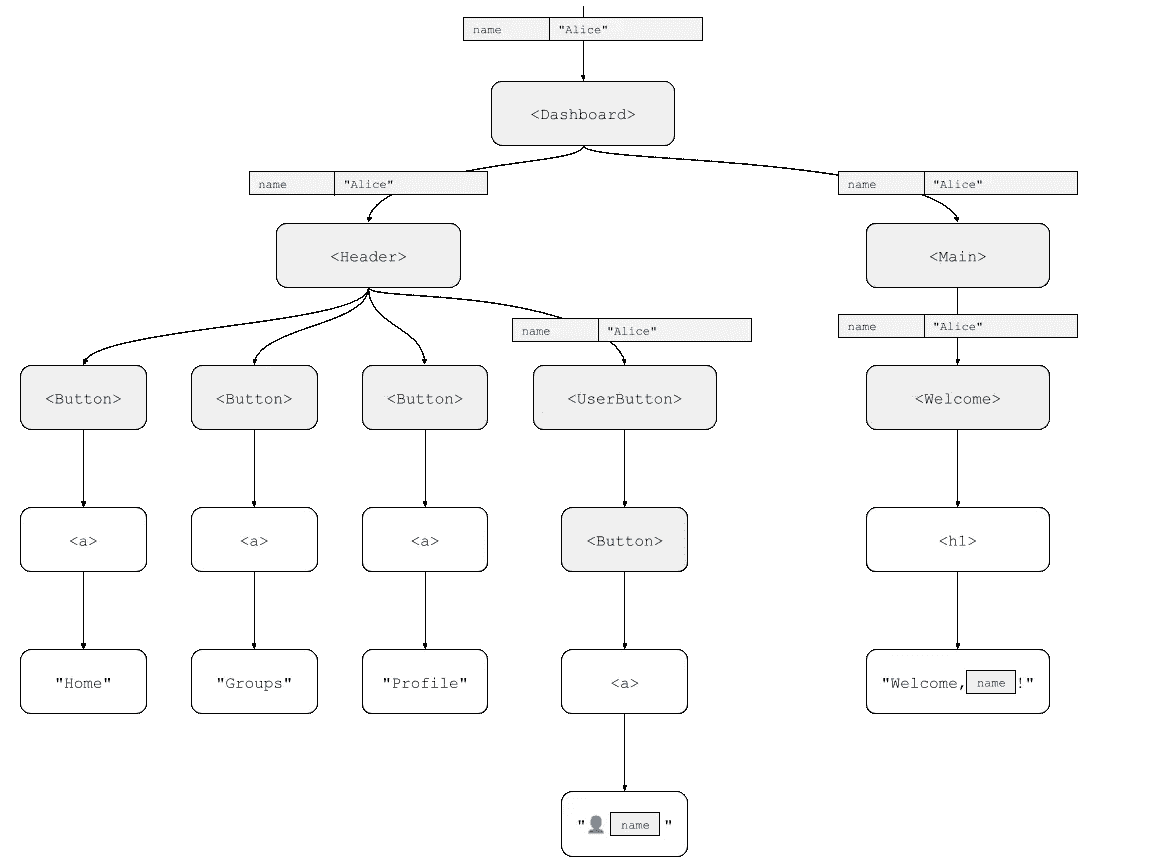 name "Alice"
<Dashboard>
name "Alice"
name "Alice"
<Header>
<Main>
name "Alice"
name "Alice"
<Button>
<Button>
<Button>
<UserButton>
<Welcome>
<a>
<a>
<a>
<Button>
<h1>
"Home"
"Groups"
"Profile"
<a>
"Welcome, name !"
"👤 name "